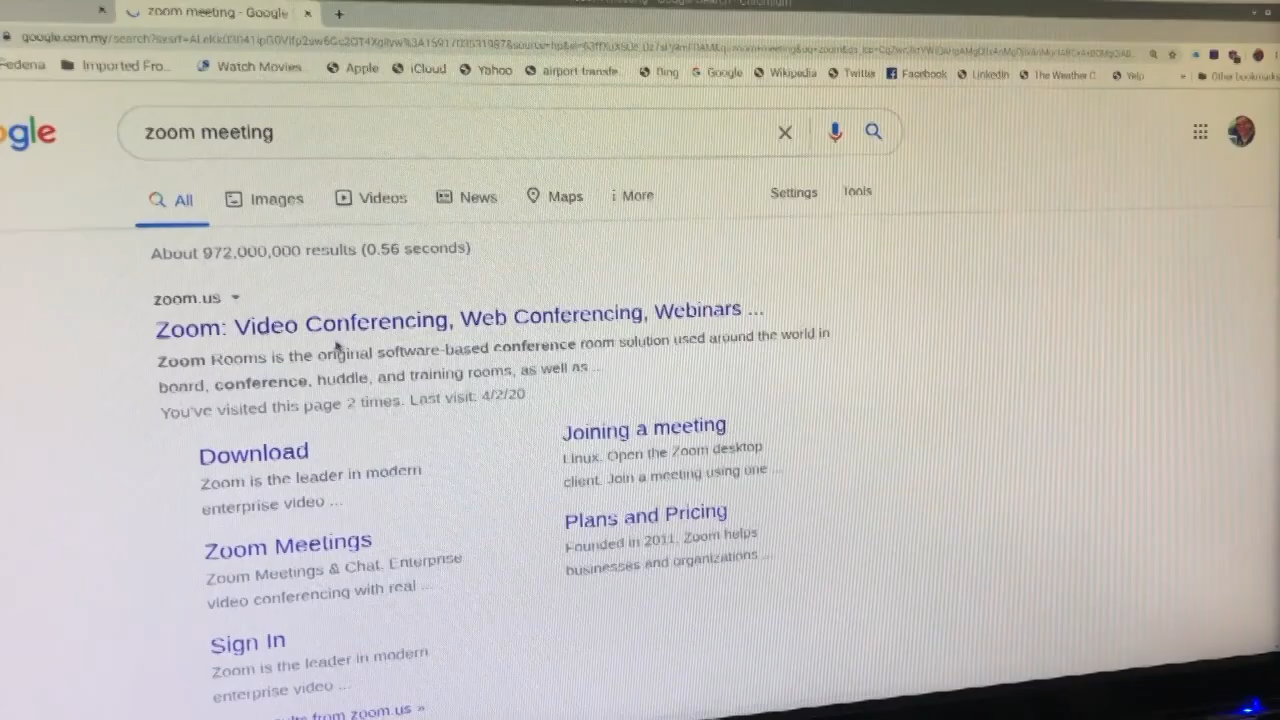 zoom meeting - Google
Fedena Imported Fro... Watch Movies Apple iCloud Yahoo airport transfe Bing Google Wikipedia Twitter Facebook LinkedIn The Weather C Yelp » Other bookmarks
ogle zoom meeting
All Images Videos News Maps More Settings Tools
About 972,000,000 results (0.56 seconds)
zoom.us
Zoom: Video Conferencing, Web Conferencing, Webinars ...
Zoom Rooms is the original software-based conference room solution used around the world in
board, conference, huddle, and training rooms, as well as ...
You've visited this page 2 times. Last visit: 4/2/20
Download
Zoom is the leader in modern
enterprise video ...
Joining a meeting
Linux. Open the Zoom desktop
client. Join a meeting using one ...
Zoom Meetings
Zoom Meetings & Chat. Enterprise
video conferencing with real ...
Plans and Pricing
Founded in 2011, Zoom helps
businesses and organizations ...
Sign In
Zoom is the leader in modern
enterprise video ...
from zoom.us »